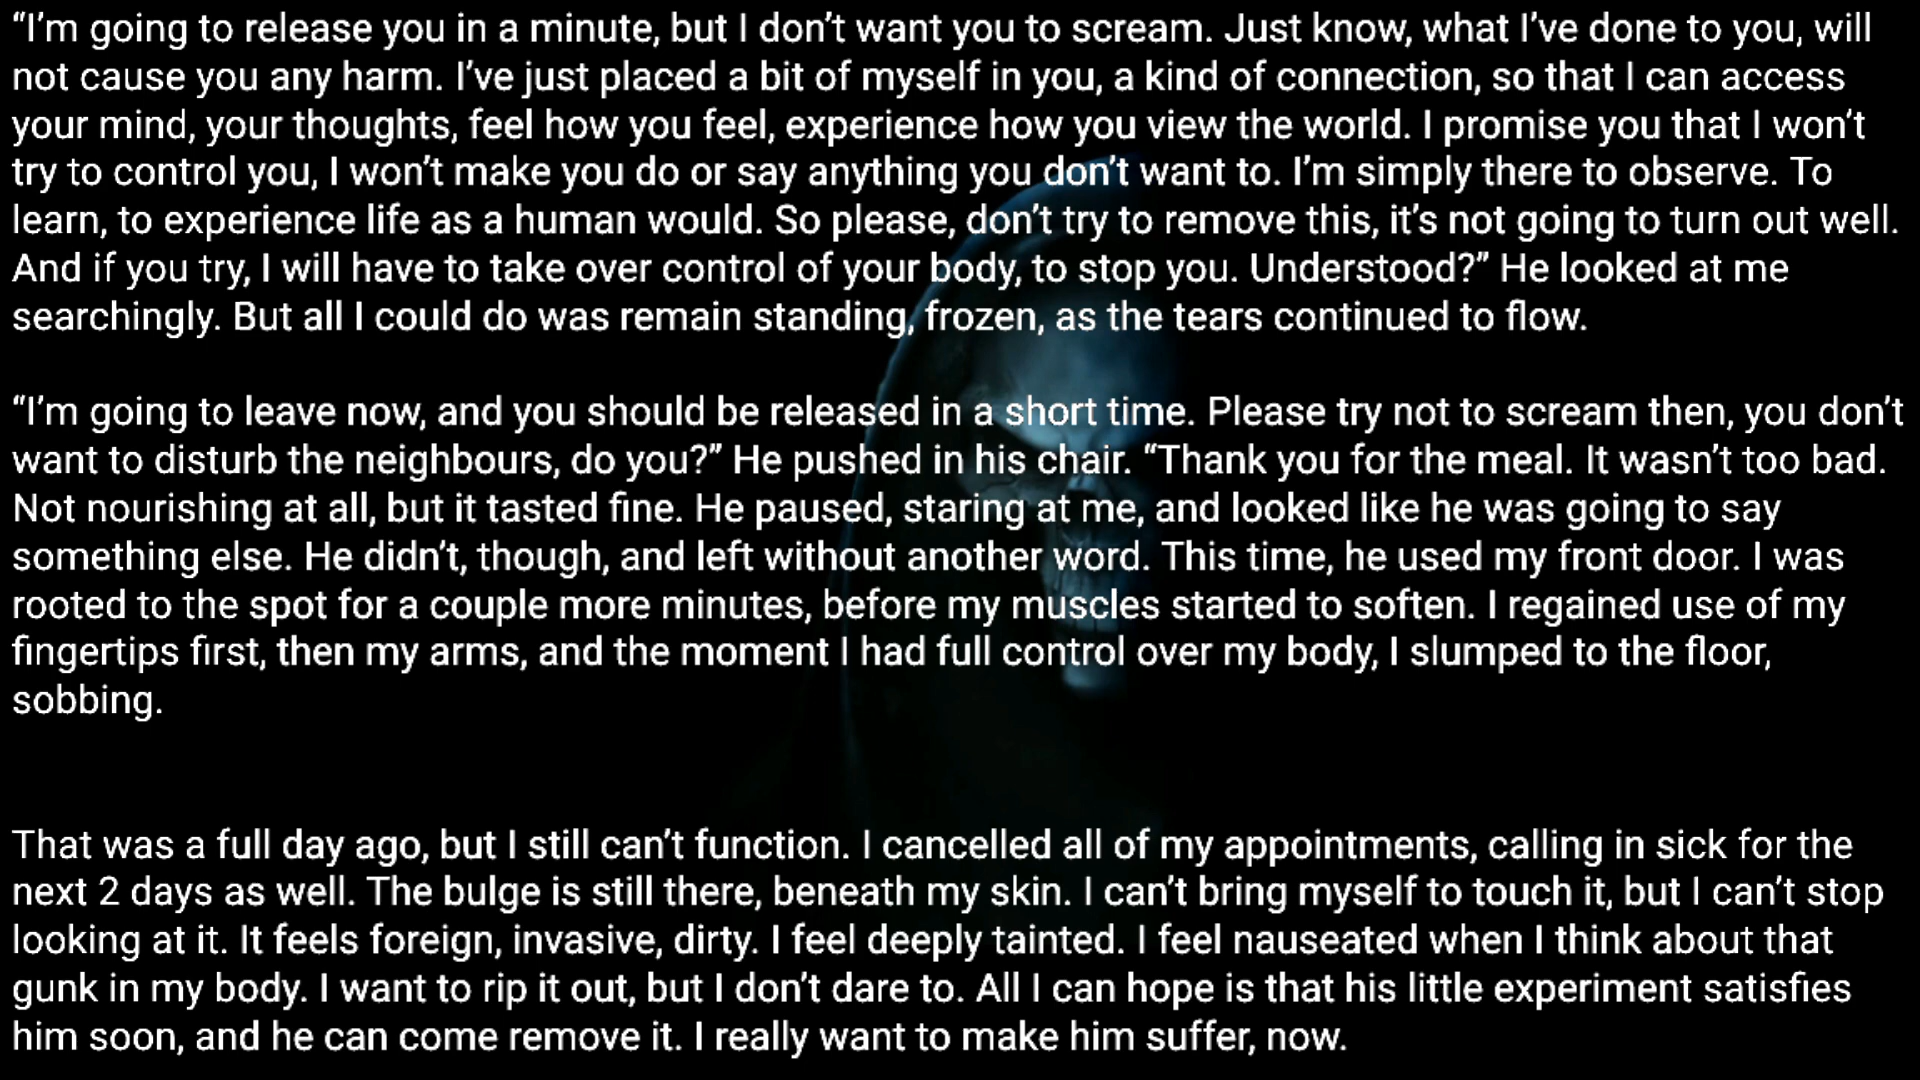 “I’m going to release you in a minute, but I don’t want you to scream. Just know, what I’ve done to you, will
not cause you any harm. I’ve just placed a bit of myself in you, a kind of connection, so that I can access
your mind, your thoughts, feel how you feel, experience how you view the world. I promise you that I won’t
try to control you, I won’t make you do or say anything you don’t want to. I’m simply there to observe. To
learn, to experience life as a human would. So please, don’t try to remove this, it’s not going to turn out well.
And if you try, I will have to take over control of your body, to stop you. Understood?” He looked at me
searchingly. But all I could do was remain standing, frozen, as the tears continued to flow.
“I’m going to leave now, and you should be released in a short time. Please try not to scream then, you don’t
want to disturb the neighbours, do you?” He pushed in his chair. “Thank you for the meal. It wasn’t too bad.
Not nourishing at all, but it tasted fine. He paused, staring at me, and looked like he was going to say
something else. He didn’t, though, and left without another word. This time, he used my front door. I was
rooted to the spot for a couple more minutes, before my muscles started to soften. I regained use of my
fingertips first, then my arms, and the moment I had full control over my body, I slumped to the floor,
sobbing.
That was a full day ago, but I still can’t function. I cancelled all of my appointments, calling in sick for the
next 2 days as well. The bulge is still there, beneath my skin. I can’t bring myself to touch it, but I can’t stop
looking at it. It feels foreign, invasive, dirty. I feel deeply tainted. I feel nauseated when I think about that
gunk in my body. I want to rip it out, but I don’t dare to. All I can hope is that his little experiment satisfies
him soon, and he can come remove it. I really want to make him suffer, now.